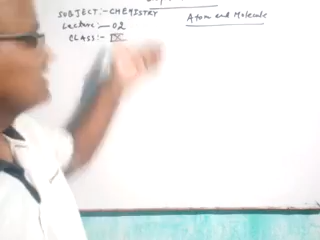 SUBJECT:- CHEMISTRY
Lecture:- 02
CLASS:- IX
Atom and Molecule